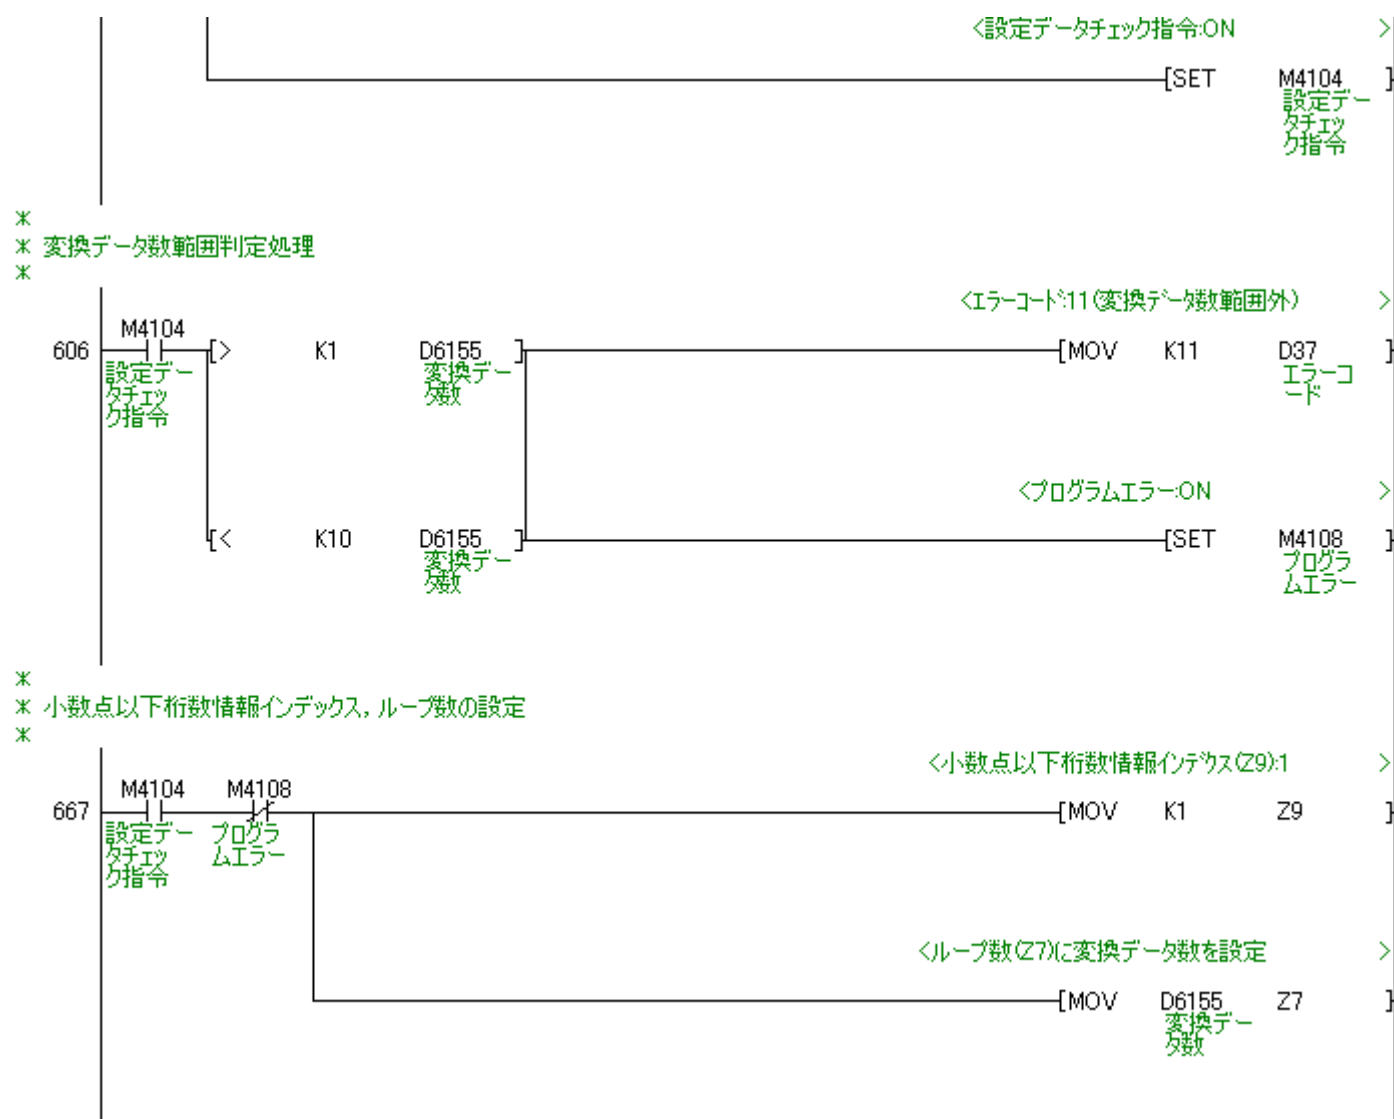 <設定データチェック指令:ON >
[SET M4104 ]
設定デー
タチェッ
ク指令
*
* 変換データ数範囲判定処理
*
<エラーコード:11(変換データ数範囲外) >
M4104
606 [> K1 D6155 ] [MOV K11 D37 ]
設定デー 変換デー エラーコ
タチェッ タ数 ード
ク指令
<プログラムエラー:ON >
[< K10 D6155 ] [SET M4108 ]
変換デー プログラ
タ数 ムエラー
*
* 小数点以下桁数情報インデックス, ループ数の設定
*
<小数点以下桁数情報インデクス(Z9):1 >
M4104 M4108
667 [MOV K1 Z9 ]
設定デー プログラ
タチェッ ムエラー
ク指令
<ループ数(Z7)に変換データ数を設定 >
[MOV D6155 Z7 ]
変換デー
タ数